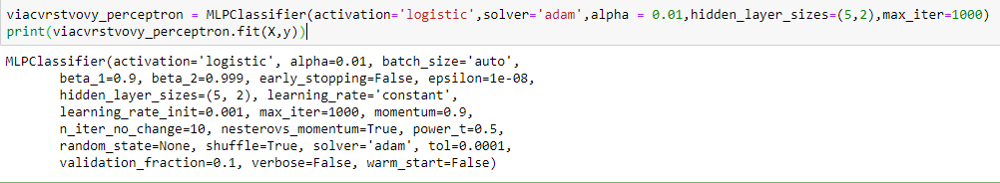 viacvrstvovy_perceptron = MLPClassifier(activation='logistic',solver='adam',alpha = 0.01,hidden_layer_sizes=(5,2),max_iter=1000)
print(viacvrstvovy_perceptron.fit(X,y))
MLPClassifier(activation='logistic', alpha=0.01, batch_size='auto',
beta_1=0.9, beta_2=0.999, early_stopping=False, epsilon=1e-08,
hidden_layer_sizes=(5, 2), learning_rate='constant',
learning_rate_init=0.001, max_iter=1000, momentum=0.9,
n_iter_no_change=10, nesterovs_momentum=True, power_t=0.5,
random_state=None, shuffle=True, solver='adam', tol=0.0001,
validation_fraction=0.1, verbose=False, warm_start=False)